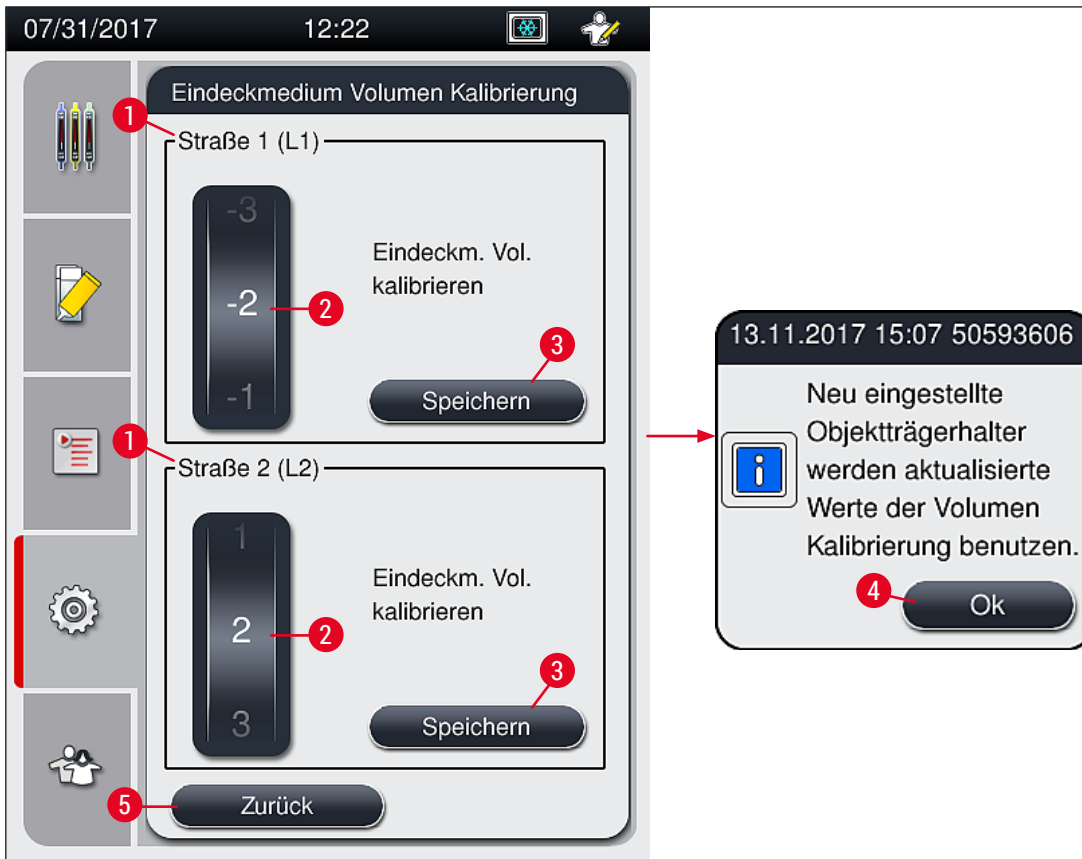 07/31/2017 12:22
Eindeckmedium Volumen Kalibrierung
1
Straße 1 (L1)
-3
-2
-1
2
Eindeckm. Vol.
kalibrieren
3
Speichern
1
Straße 2 (L2)
1
2
3
2
Eindeckm. Vol.
kalibrieren
3
Speichern
5
Zurück
13.11.2017 15:07 50593606
i
Neu eingestellte
Objektträgerhalter
werden aktualisierte
Werte der Volumen
Kalibrierung benutzen.
4
Ok